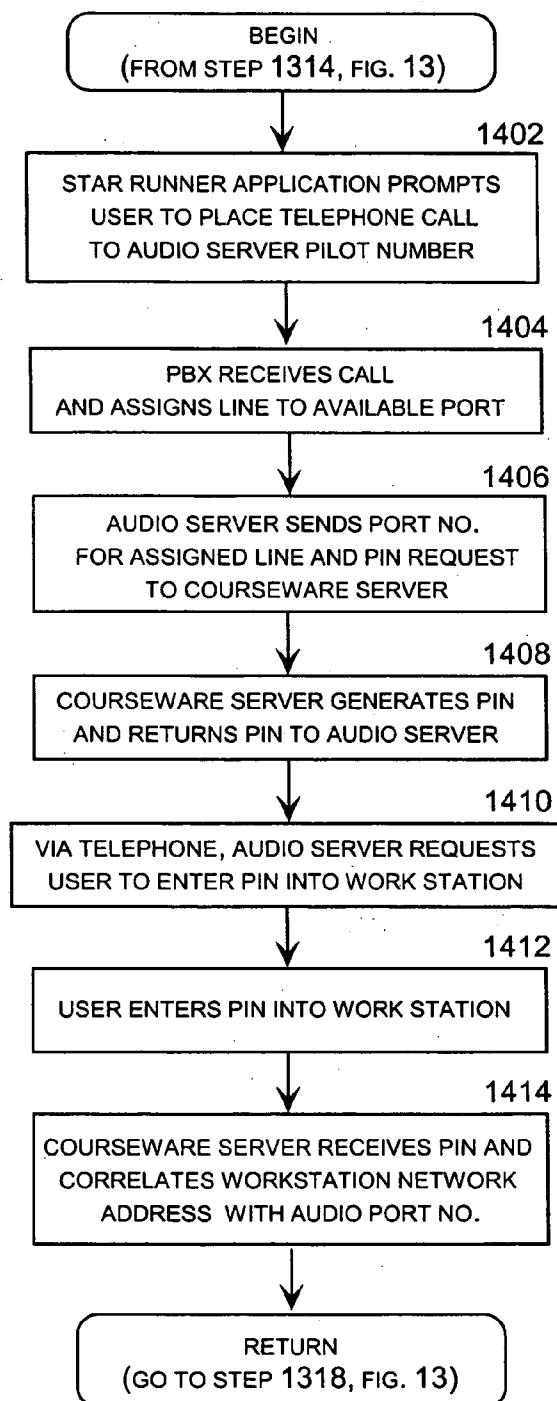 BEGIN
(FROM STEP 1314, FIG. 13)
1402
STAR RUNNER APPLICATION PROMPTS
USER TO PLACE TELEPHONE CALL
TO AUDIO SERVER PILOT NUMBER
1404
PBX RECEIVES CALL
AND ASSIGNS LINE TO AVAILABLE PORT
1406
AUDIO SERVER SENDS PORT NO.
FOR ASSIGNED LINE AND PIN REQUEST
TO COURSEWARE SERVER
1408
COURSEWARE SERVER GENERATES PIN
AND RETURNS PIN TO AUDIO SERVER
1410
VIA TELEPHONE, AUDIO SERVER REQUESTS
USER TO ENTER PIN INTO WORK STATION
1412
USER ENTERS PIN INTO WORK STATION
1414
COURSEWARE SERVER RECEIVES PIN AND
CORRELATES WORKSTATION NETWORK
ADDRESS WITH AUDIO PORT NO.
RETURN
(GO TO STEP 1318, FIG. 13)